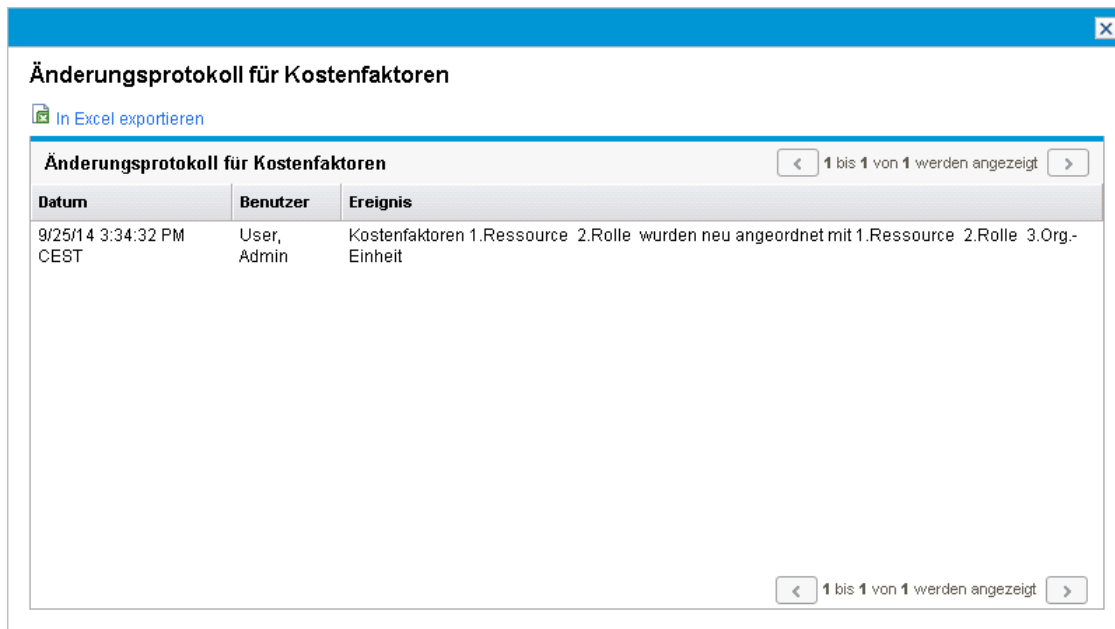 Änderungsprotokoll für Kostenfaktoren
In Excel exportieren
Änderungsprotokoll für Kostenfaktoren 1 bis 1 von 1 werden angezeigt
Datum Benutzer Ereignis
9/25/14 3:34:32 PM User, Kostenfaktoren 1.Ressource 2.Rolle wurden neu angeordnet mit 1.Ressource 2.Rolle 3.Org.-
CEST Admin Einheit
1 bis 1 von 1 werden angezeigt